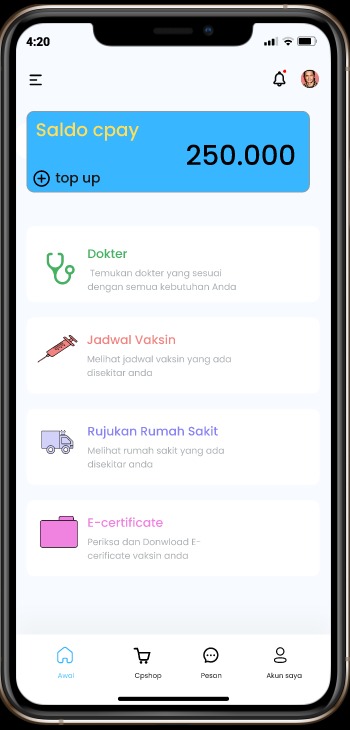 4:20
Saldo cpay
250.000
top up
Dokter
Temukan dokter yang sesuai
dengan semua kebutuhan Anda
Jadwal Vaksin
Melihat jadwal vaksin yang ada
disekitar anda
Rujukan Rumah Sakit
Melihat rumah sakit yang ada
disekitar anda
E-certificate
Periksa dan Donwload E-
cerificate vaksin anda
Awal
Cpshop
Pesan
Akun saya